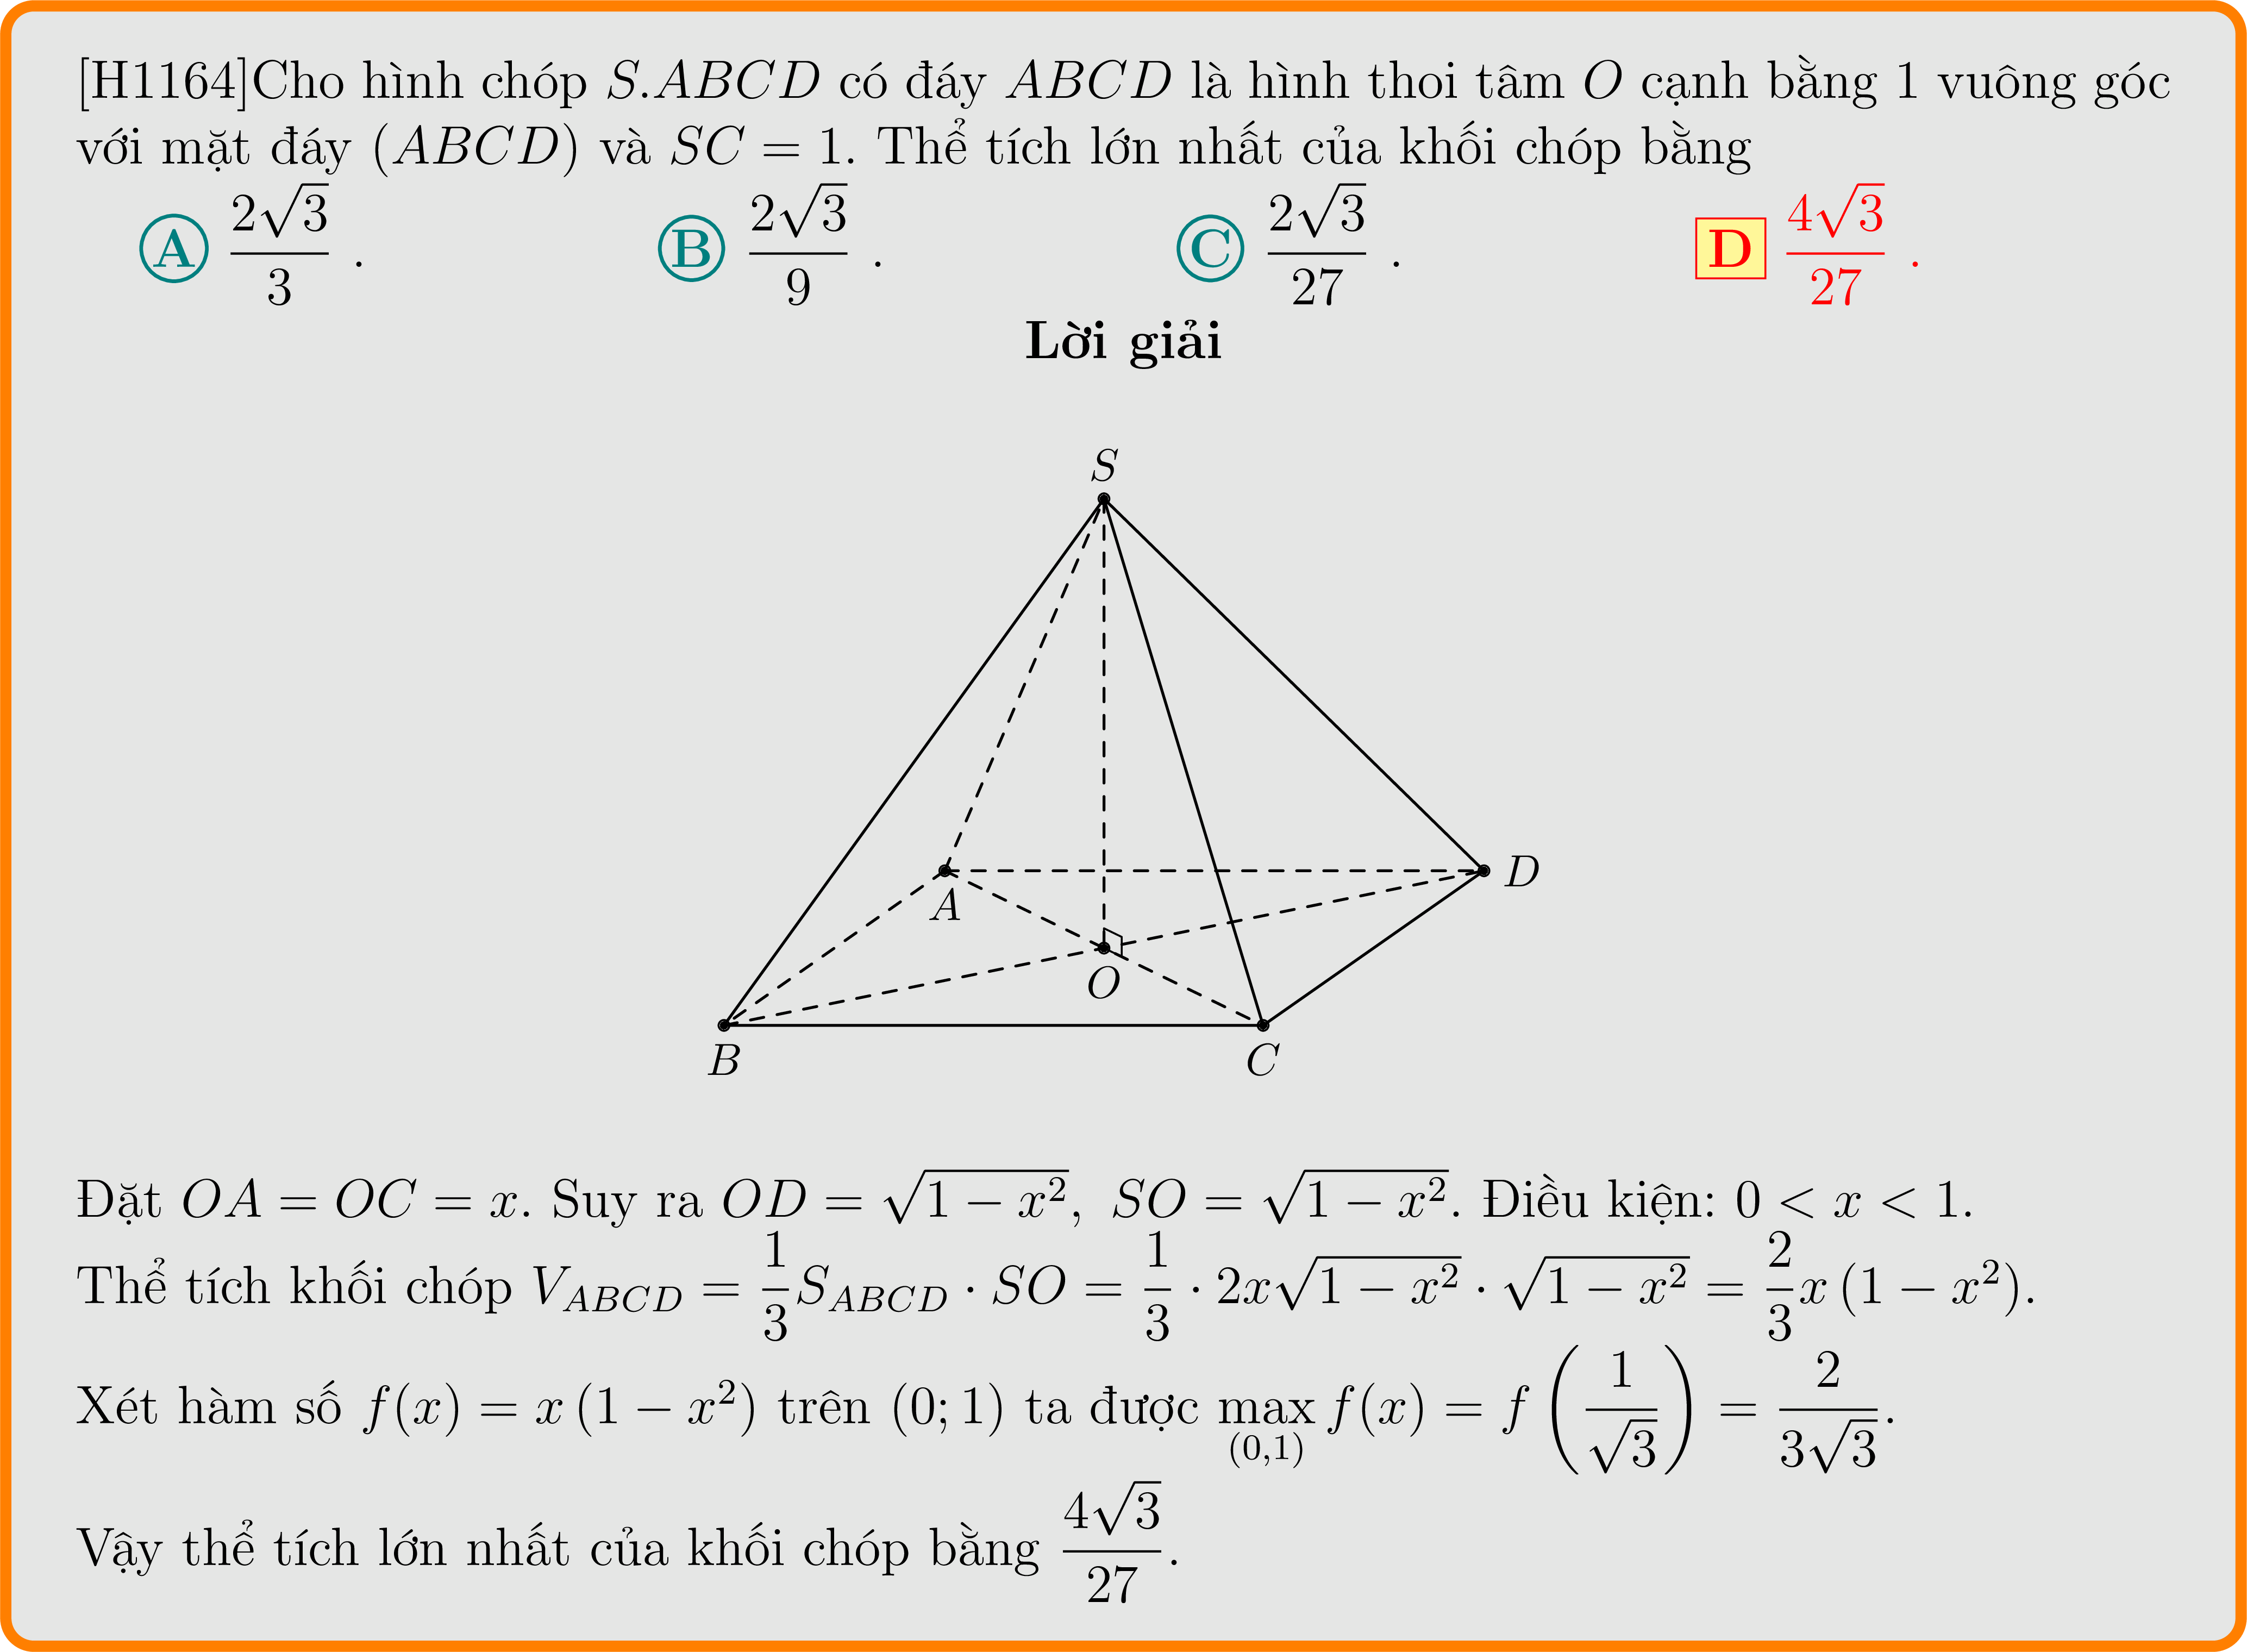 [H1164]Cho hình chóp S.ABCD có đáy ABCD là hình thoi tâm O cạnh bằng 1 vuông góc
với mặt đáy (ABCD) và SC = 1. Thể tích lớn nhất của khối chóp bằng
A $\frac{2\sqrt{3}}{3}$ . B $\frac{2\sqrt{3}}{9}$ . C $\frac{2\sqrt{3}}{27}$ . D $\frac{4\sqrt{3}}{27}$ .
Lời giải
S
A
D
O
B
C
Đặt $OA = OC = x$. Suy ra $OD = \sqrt{1 - x^2}$, $SO = \sqrt{1 - x^2}$. Điều kiện: $0 < x < 1$.
Thể tích khối chóp $V_{ABCD} = \frac{1}{3}S_{ABCD} \cdot SO = \frac{1}{3} \cdot 2x\sqrt{1 - x^2} \cdot \sqrt{1 - x^2} = \frac{2}{3}x\left(1 - x^2\right)$.
Xét hàm số $f(x) = x\left(1 - x^2\right)$ trên $(0; 1)$ ta được $\max\limits_{(0,1)} f(x) = f\left(\frac{1}{\sqrt{3}}\right) = \frac{2}{3\sqrt{3}}$.
Vậy thể tích lớn nhất của khối chóp bằng $\frac{4\sqrt{3}}{27}$.